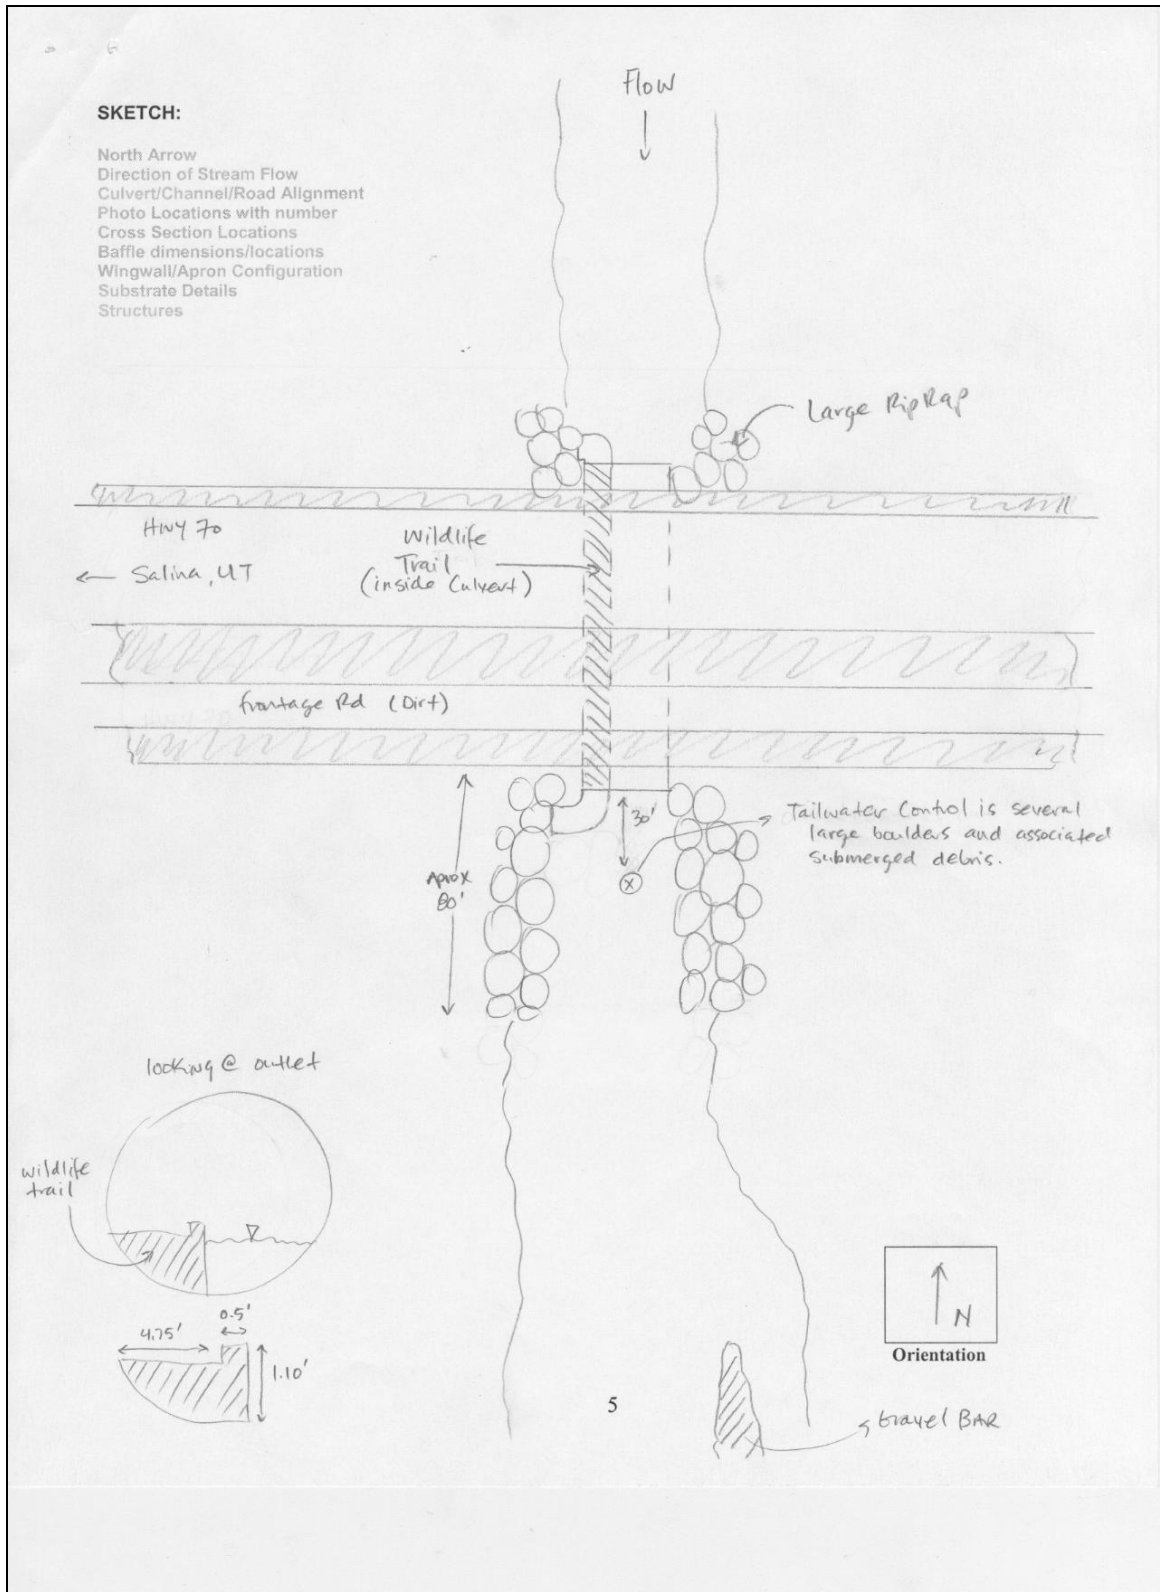 Flow
SKETCH:
North Arrow
Direction of Stream Flow
Culvert/Channel/Road Alignment
Photo Locations with number
Cross Section Locations
Baffle dimensions/locations
Wingwall/Apron Configuration
Substrate Details
Structures
Large RipRap
HWY 70
Salina, UT
Wildlife
Trail
(inside Culvert)
frontage Rd (Dirt)
30'
Tailwater Control is several
large boulders and associated
submerged debris.
X
Aprox
80'
looking @ outlet
wildlife
trail
0.5'
4.75'
1.10'
N
Orientation
5
Gravel BAR